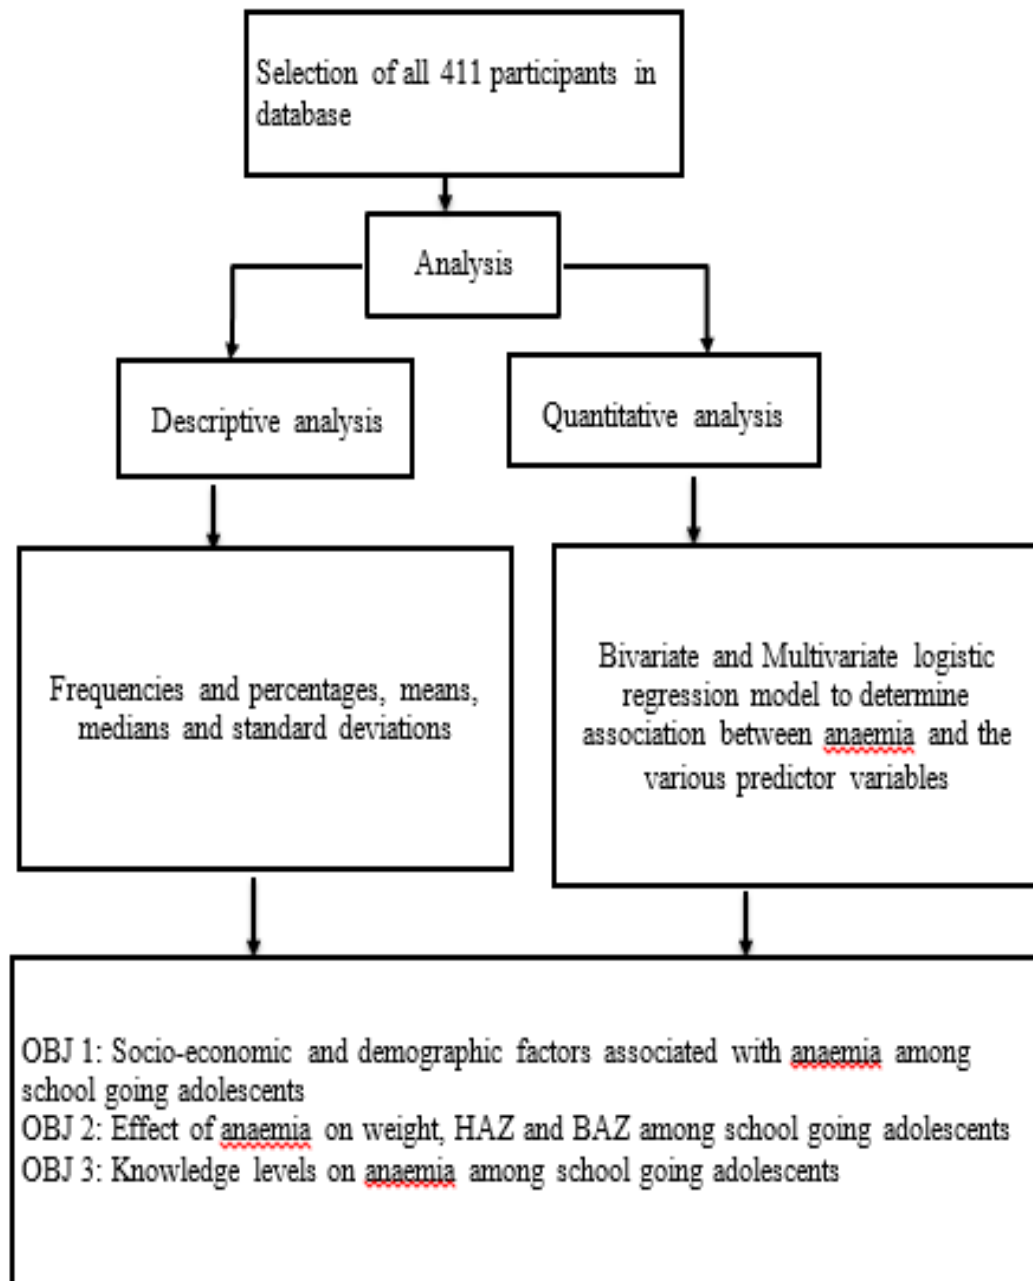 Selection of all 411 participants in
database
Analysis
Descriptive analysis
Quantitative analysis
Frequencies and percentages, means,
medians and standard deviations
Bivariate and Multivariate logistic
regression model to determine
association between anaemia and the
various predictor variables
OBJ 1: Socio-economic and demographic factors associated with anaemia among
school going adolescents
OBJ 2: Effect of anaemia on weight, HAZ and BAZ among school going adolescents
OBJ 3: Knowledge levels on anaemia among school going adolescents